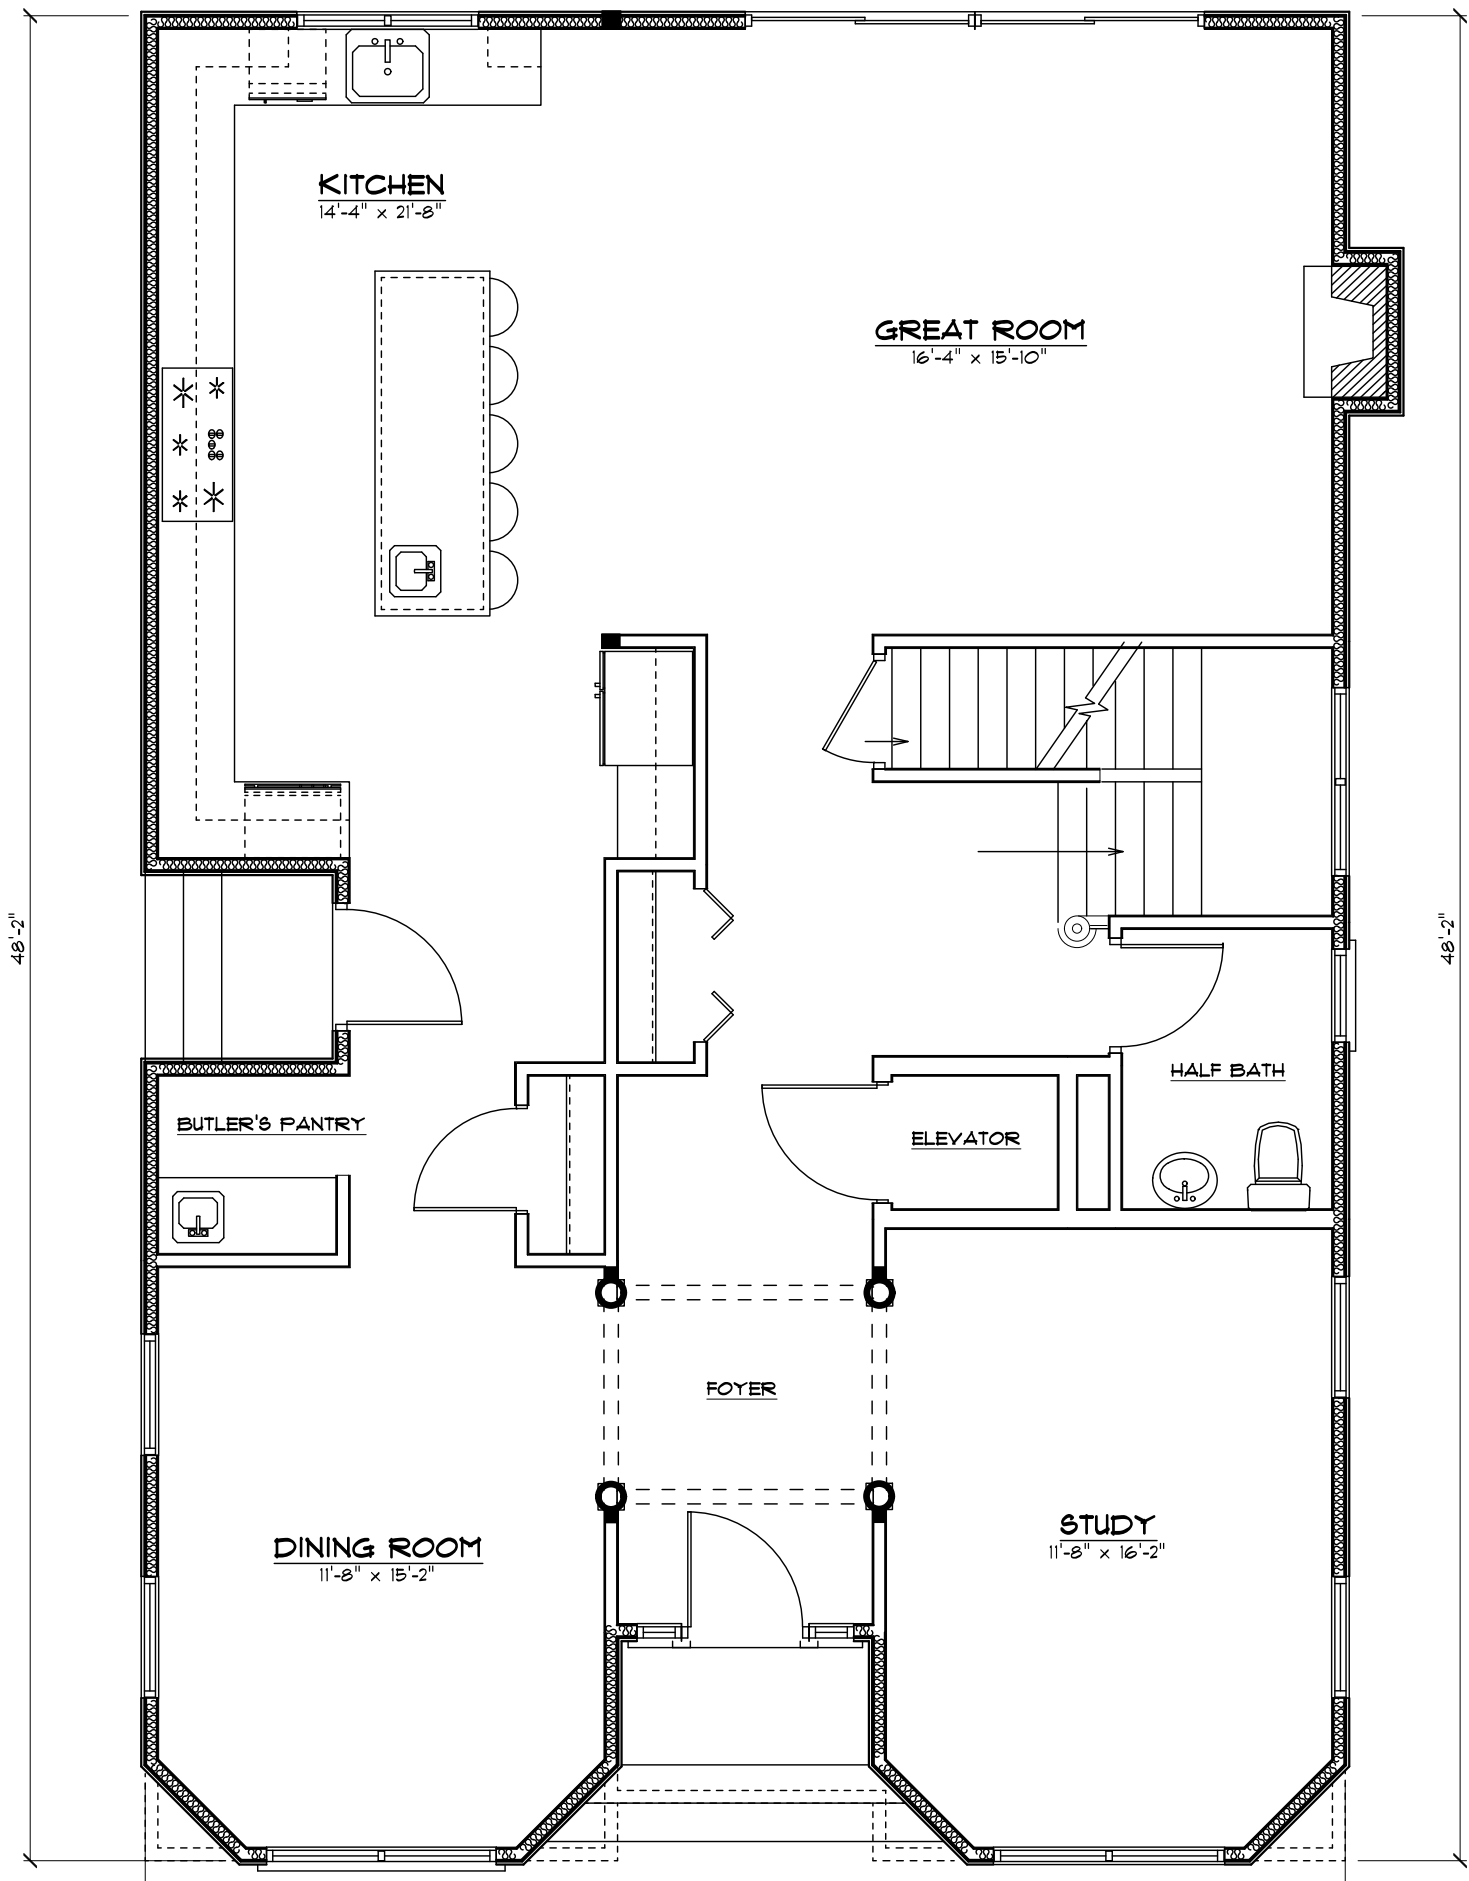 KITCHEN
14'-4" x 21'-8"
GREAT ROOM
16'-4" x 15'-10"
48'-2"
48'-2"
HALF BATH
BUTLER'S PANTRY
ELEVATOR
FOYER
STUDY
11'-8" x 16'-2"
DINING ROOM
11'-8" x 15'-2"